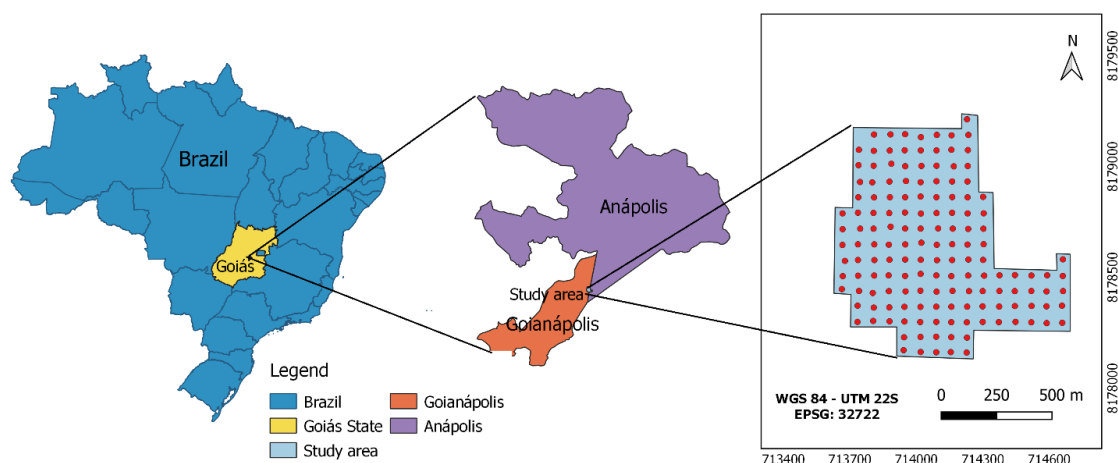 Brazil
Goiás
Anápolis
Study area
Goianápolis
Legend
Brazil
Goiás State
Study area
Goianápolis
Anápolis
N
WGS 84 - UTM 22S
EPSG: 32722
0 250 500 m
8179500
8179000
8178500
8178000
713400 713700 714000 714300 714600